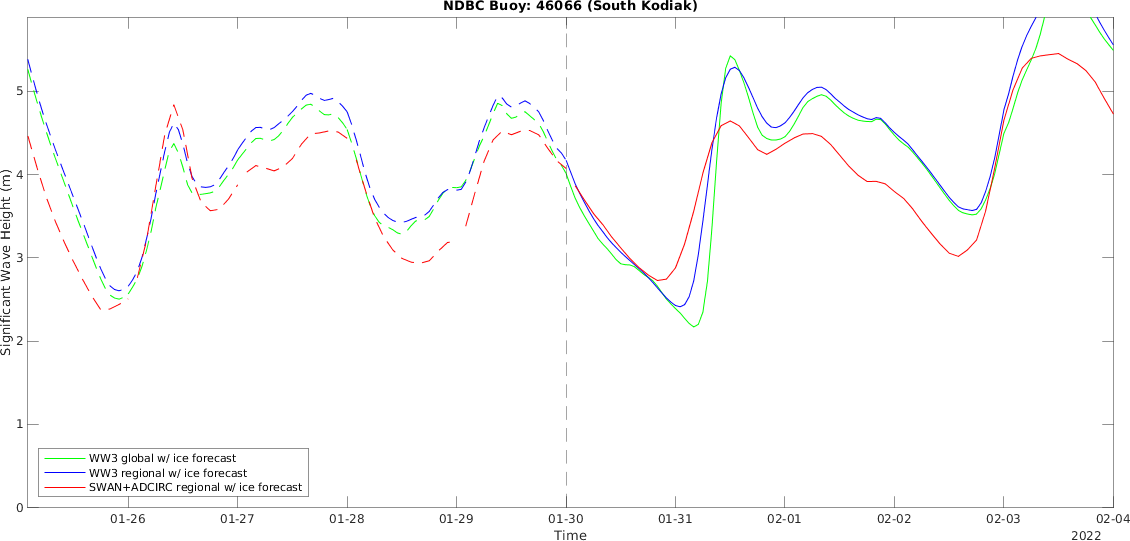 NDBC Buoy: 46066 (South Kodiak)
Significant Wave Height (m)
5
4
3
2
1
0
WW3 global w/ ice forecast
WW3 regional w/ ice forecast
SWAN+ADCIRC regional w/ ice forecast
01-26 01-27 01-28 01-29 01-30 01-31 02-01 02-02 02-03 02-04
Time 2022